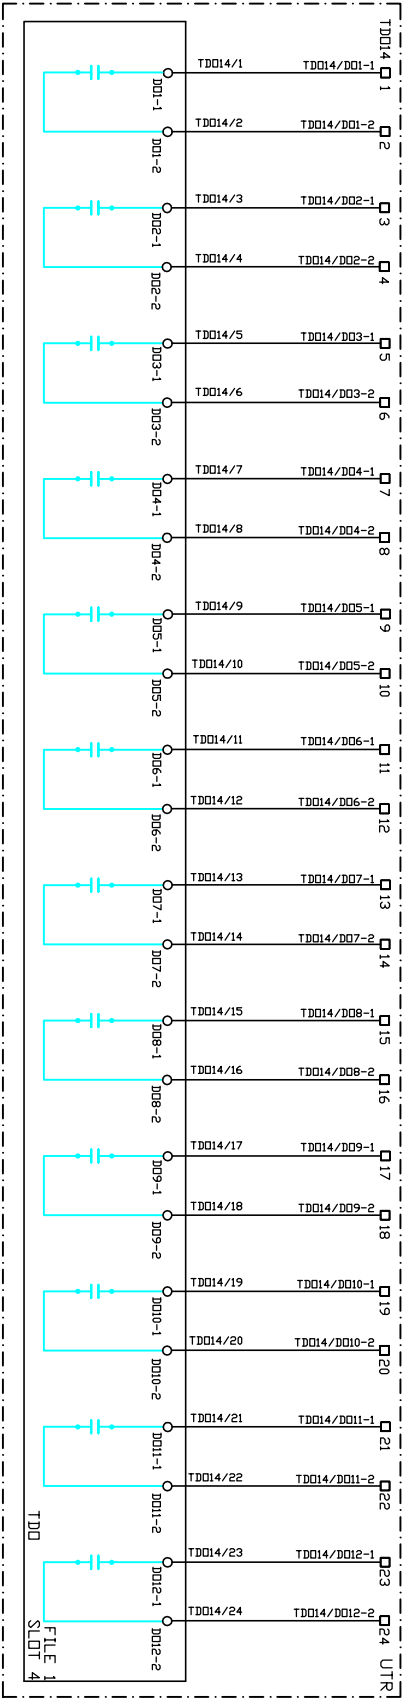 TDO14
TDO14/1 TDO14/DO1-1 1
DO1-1
TDO14/2 TDO14/DO1-2 2
DO1-2
TDO14/3 TDO14/DO2-1 3
DO2-1
TDO14/4 TDO14/DO2-2 4
DO2-2
TDO14/5 TDO14/DO3-1 5
DO3-1
TDO14/6 TDO14/DO3-2 6
DO3-2
TDO14/7 TDO14/DO4-1 7
DO4-1
TDO14/8 TDO14/DO4-2 8
DO4-2
TDO14/9 TDO14/DO5-1 9
DO5-1
TDO14/10 TDO14/DO5-2 10
DO5-2
TDO14/11 TDO14/DO6-1 11
DO6-1
TDO14/12 TDO14/DO6-2 12
DO6-2
TDO14/13 TDO14/DO7-1 13
DO7-1
TDO14/14 TDO14/DO7-2 14
DO7-2
TDO14/15 TDO14/DO8-1 15
DO8-1
TDO14/16 TDO14/DO8-2 16
DO8-2
TDO14/17 TDO14/DO9-1 17
DO9-1
TDO14/18 TDO14/DO9-2 18
DO9-2
TDO14/19 TDO14/DO10-1 19
DO10-1
TDO14/20 TDO14/DO10-2 20
DO10-2
TDO14/21 TDO14/DO11-1 21
DO11-1
TDO14/22 TDO14/DO11-2 22
DO11-2
TDO14/23 TDO14/DO12-1 23
DO12-1
TDO14/24 TDO14/DO12-2 24
DO12-2
TDO
FILE 1
SLOT 4
UTR